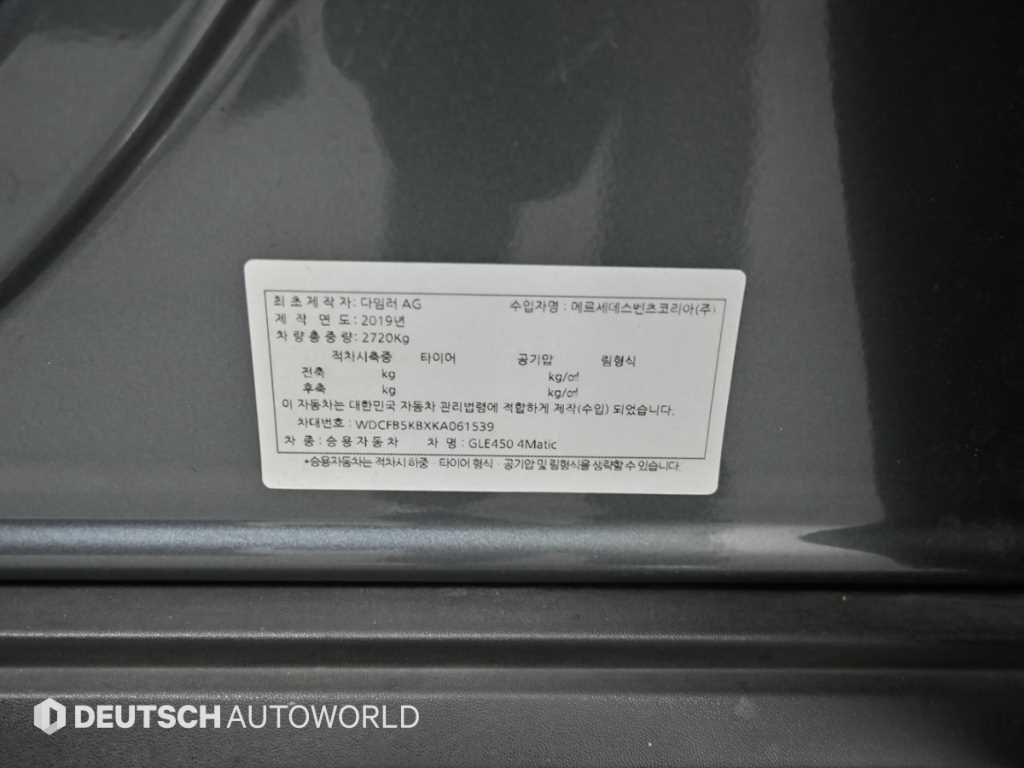 최초제작자: 다임러 AG 수입자명 : 메르세데스벤츠코리아(주)
제작연도: 2019년
차량총중량: 2720Kg
적차시축중 타이어 공기압 림형식
전축 kg kg/㎠
후축 kg kg/㎠
이 자동차는 대한민국 자동차 관리법령에 적합하게 제작(수입) 되었습니다.
차대번호 : WDCFB5KBXKA061539
차 종 : 승용자동차 차 명 : GLE450 4Matic
*승용자동차는 적차시 하중 · 타이어 형식 · 공기압 및 림형식을 생략할 수 있습니다.
DEUTSCH AUTOWORLD